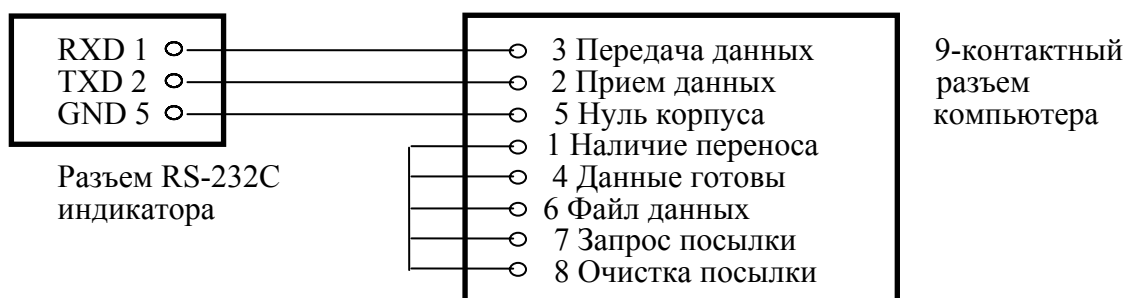 RXD 1
TXD 2
GND 5
Разъем RS-232C
индикатора
3 Передача данных
2 Прием данных
5 Нуль корпуса
1 Наличие переноса
4 Данные готовы
6 Файл данных
7 Запрос посылки
8 Очистка посылки
9-контактный
разъем
компьютера